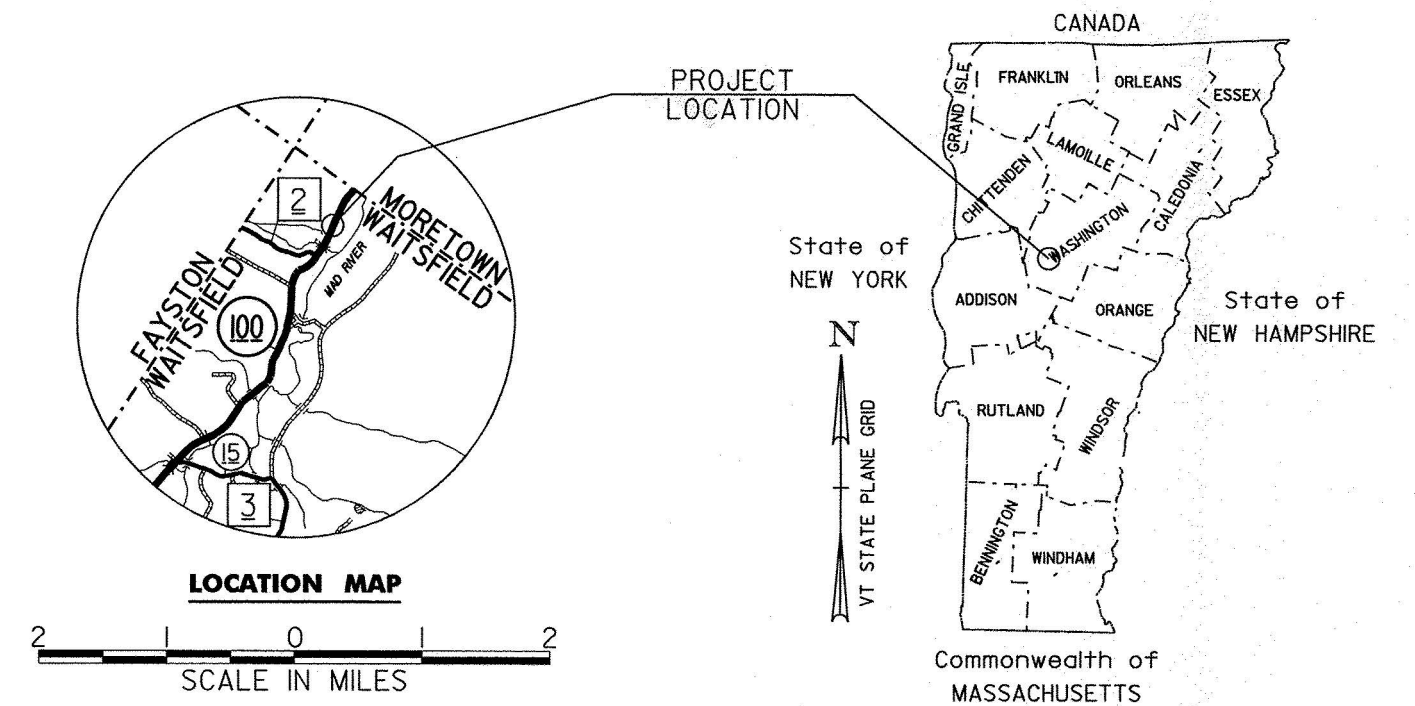 CANADA
PROJECT
LOCATION
FRANKLIN
ORLEANS
ESSEX
GRAND ISLE
LAMOILLE
CHITTENDEN
CALEDONIA
WASHINGTON
State of
NEW YORK
ADDISON
ORANGE
State of
NEW HAMPSHIRE
RUTLAND
WINDSOR
BENNINGTON
WINDHAM
Commonwealth of
MASSACHUSETTS
N
VT STATE PLANE GRID
2
MORETOWN
WAITSFIELD
MAD RIVER
FAYSTON
WAITSFIELD
100
15
3
LOCATION MAP
2 1 0 1 2
SCALE IN MILES